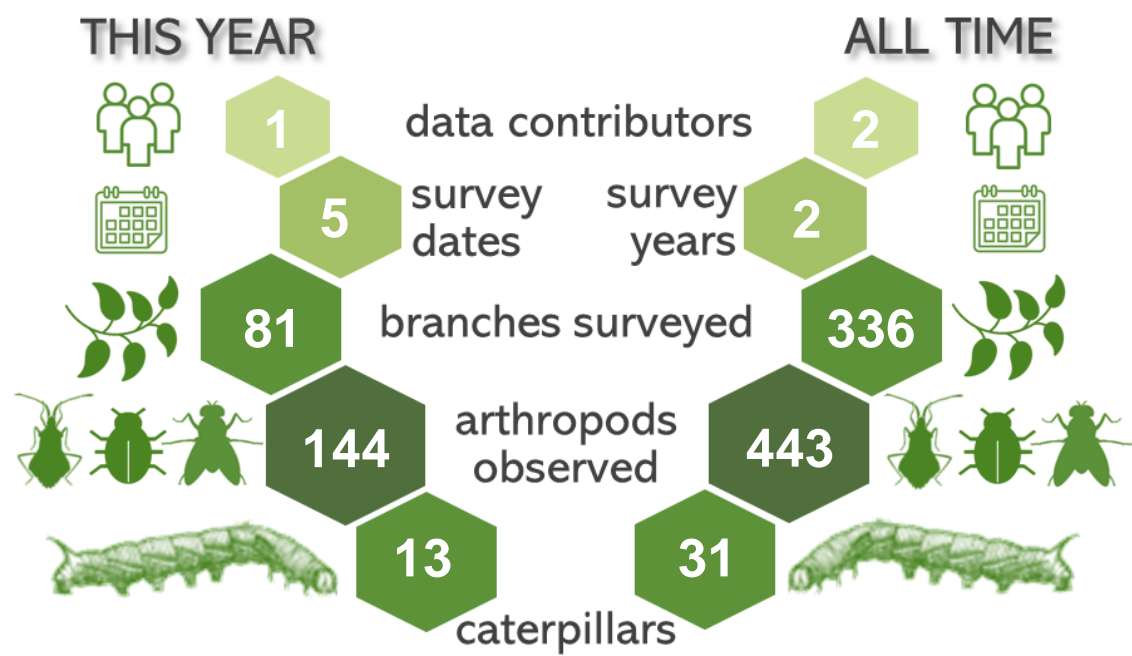 THIS YEAR
ALL TIME
1
data contributors
2
5
survey
dates
survey
years
2
81
branches surveyed
336
144
arthropods
observed
443
13
31
caterpillars